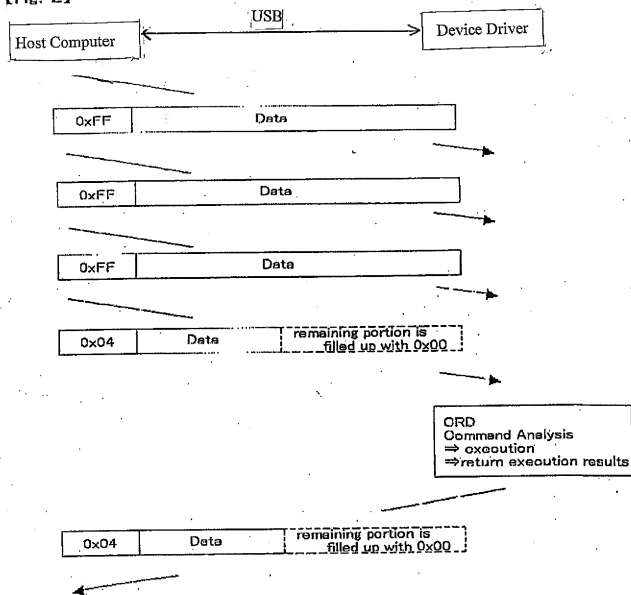 [Fig. 2]
USB
Host Computer
Device Driver
0xFF
Data
0xFF
Data
0xFF
Data
0x04
Data
remaining portion is
filled up with 0x00
ORD
Command Analysis
⇒ execution
⇒return execution results
0x04
Data
remaining portion is
filled up with 0x00